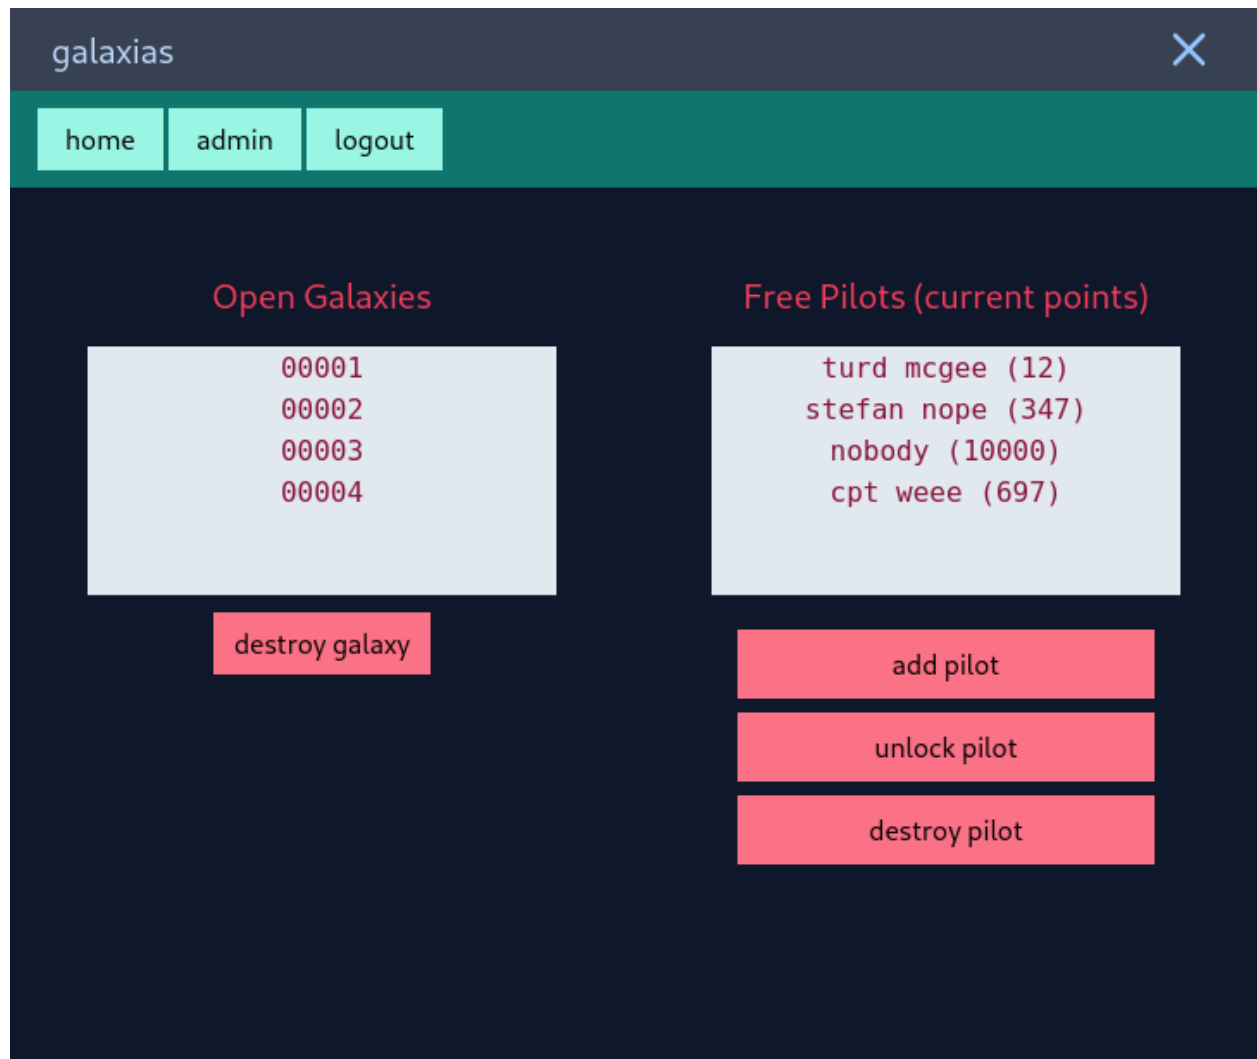 galaxias
home admin logout
Open Galaxies
00001
00002
00003
00004
destroy galaxy
Free Pilots (current points)
turd mcgee (12)
stefan nope (347)
nobody (10000)
cpt weee (697)
add pilot
unlock pilot
destroy pilot